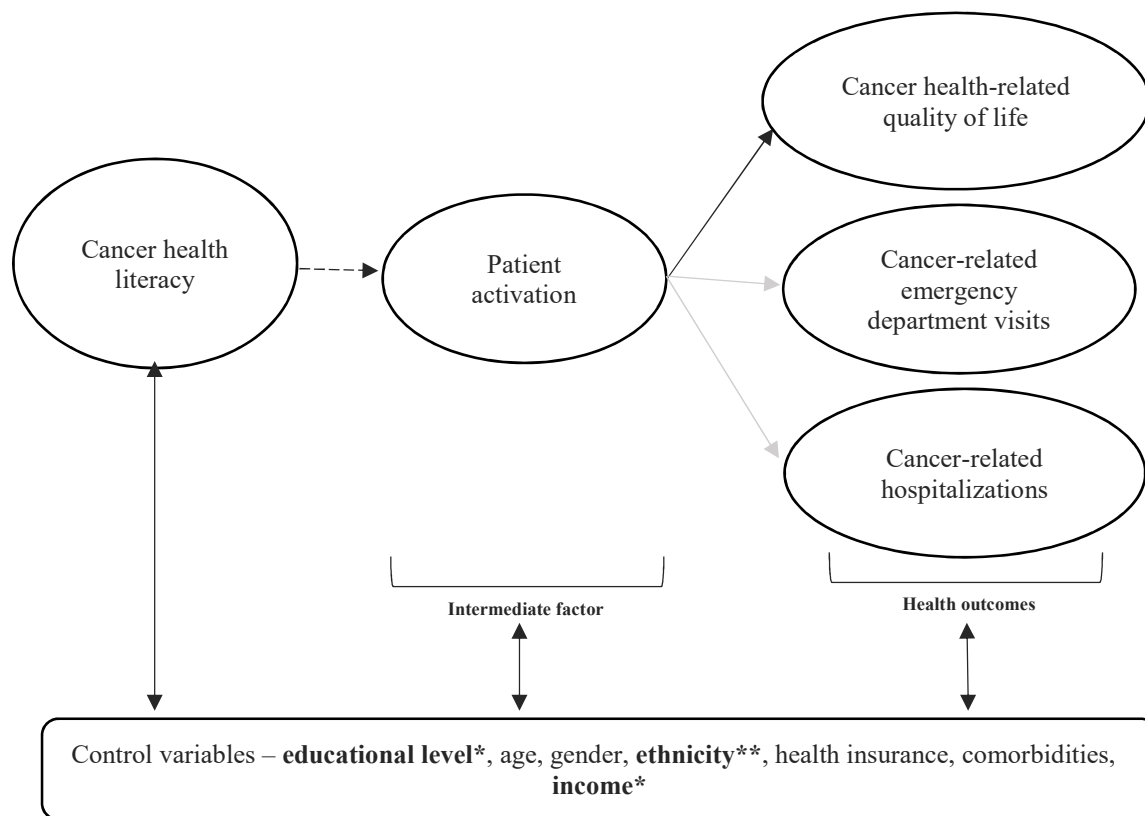 Cancer health-related
quality of life
Cancer health
literacy
Patient
activation
Cancer-related
emergency
department visits
Cancer-related
hospitalizations
Intermediate factor
Health outcomes
Control variables – educational level*, age, gender, ethnicity**, health insurance, comorbidities,
income*